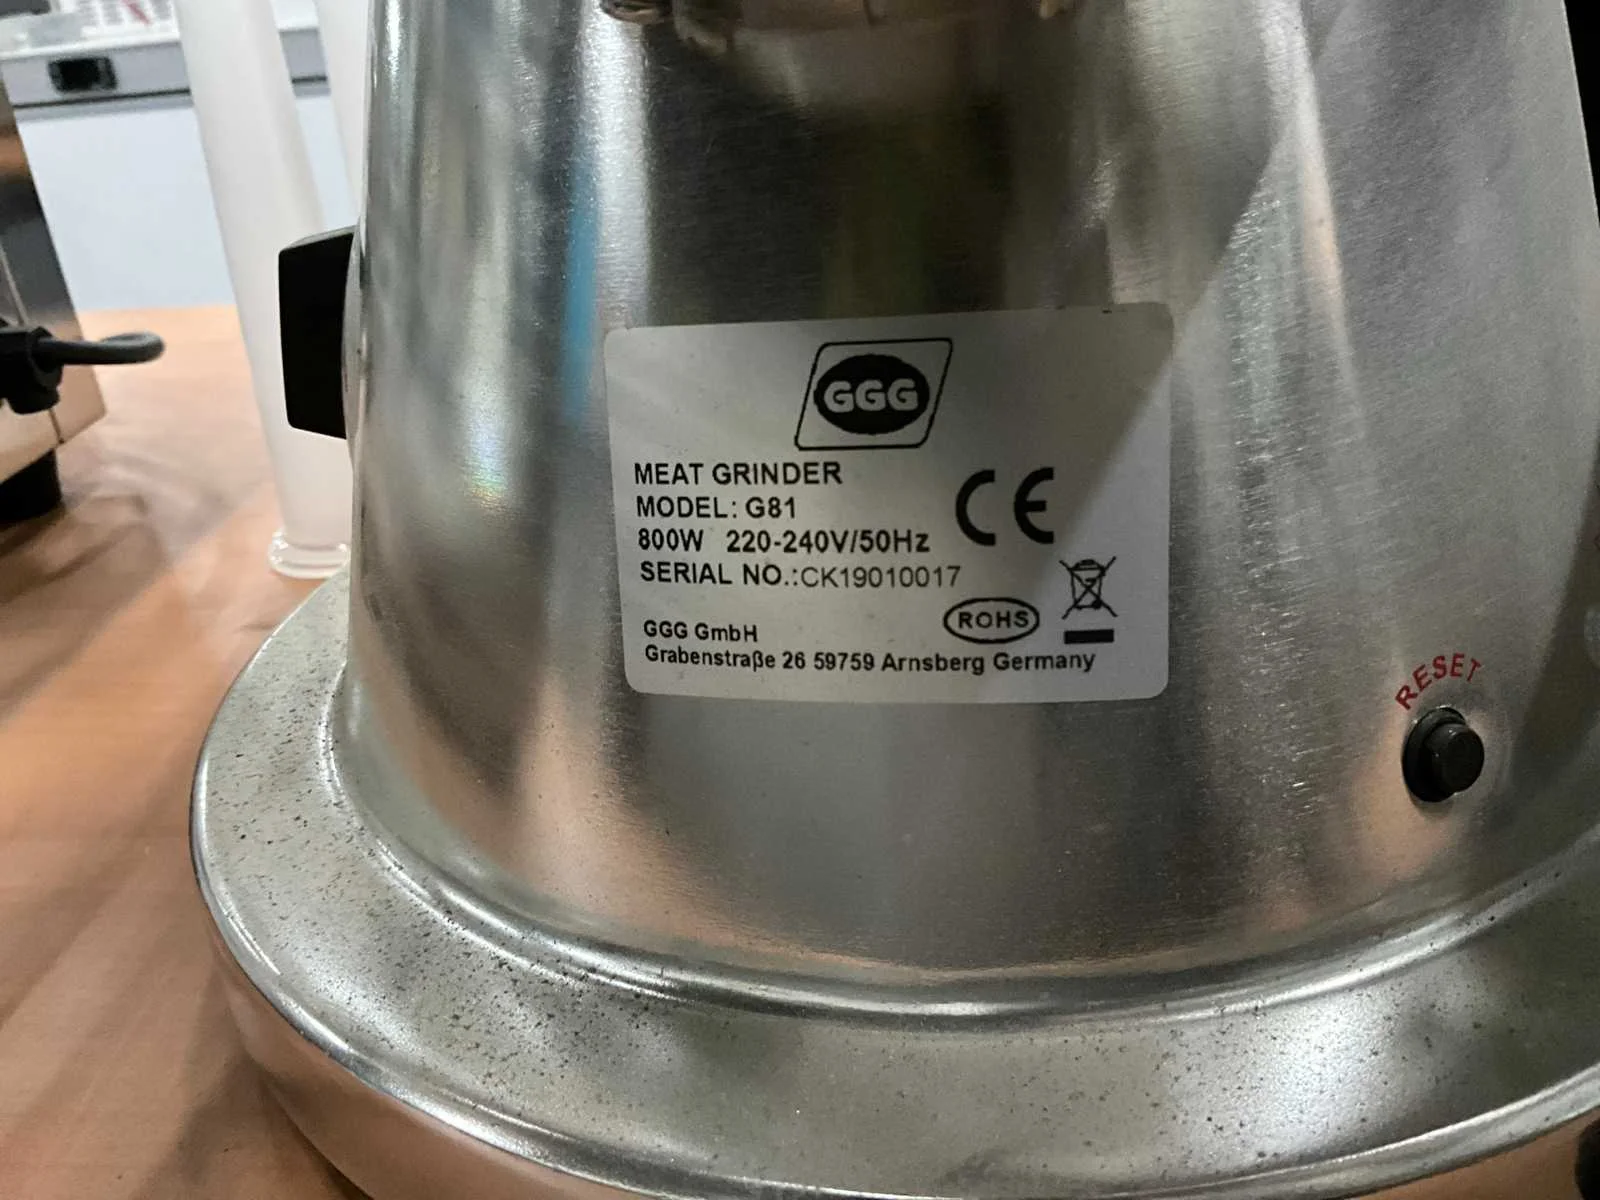 GGG
MEAT GRINDER
MODEL: G81
800W 220-240V/50Hz
SERIAL NO.:CK19010017
CE
ROHS
GGG GmbH
Grabenstraße 26 59759 Arnsberg Germany
RESET